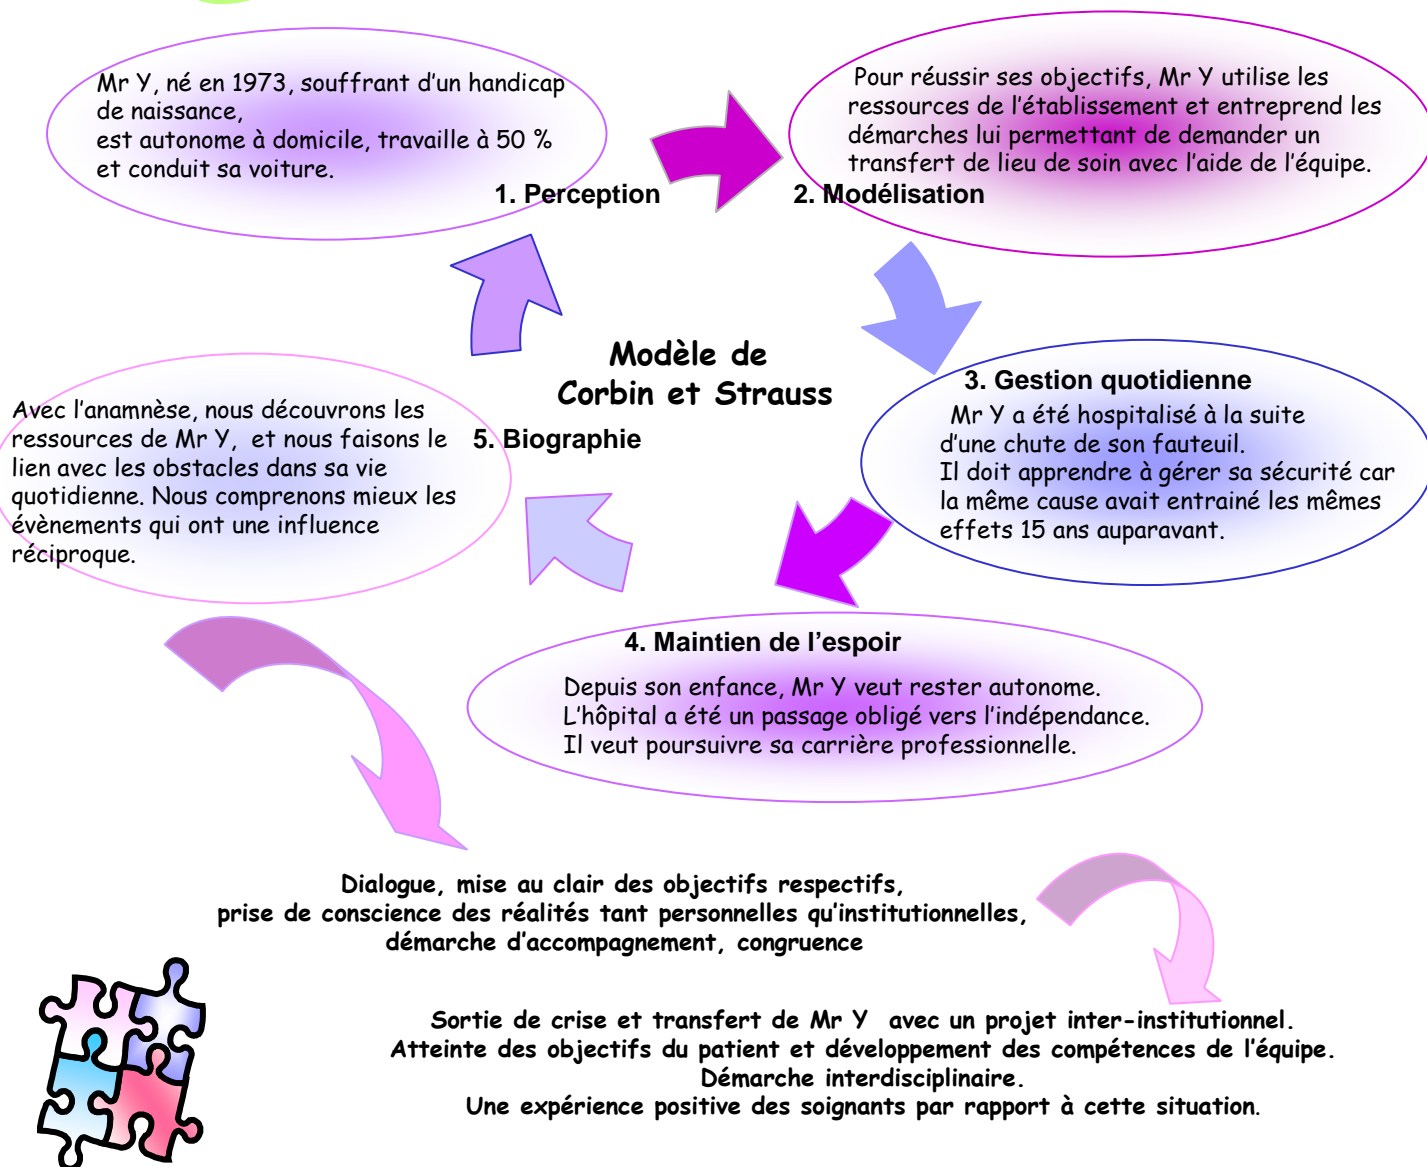 Mr Y, né en 1973, souffrant d'un handicap
de naissance,
est autonome à domicile, travaille à 50 %
et conduit sa voiture.
1. Perception
Pour réussir ses objectifs, Mr Y utilise les
ressources de l'établissement et entreprend les
démarches lui permettant de demander un
transfert de lieu de soin avec l'aide de l'équipe.
2. Modélisation
Modèle de
Corbin et Strauss
3. Gestion quotidienne
Mr Y a été hospitalisé à la suite
d'une chute de son fauteuil.
Il doit apprendre à gérer sa sécurité car
la même cause avait entrainé les mêmes
effets 15 ans auparavant.
4. Maintien de l'espoir
Depuis son enfance, Mr Y veut rester autonome.
L'hôpital a été un passage obligé vers l'indépendance.
Il veut poursuivre sa carrière professionnelle.
5. Biographie
Avec l'anamnèse, nous découvrons les
ressources de Mr Y, et nous faisons le
lien avec les obstacles dans sa vie
quotidienne. Nous comprenons mieux les
évènements qui ont une influence
réciproque.
Dialogue, mise au clair des objectifs respectifs,
prise de conscience des réalités tant personnelles qu'institutionnelles,
démarche d'accompagnement, congruence
Sortie de crise et transfert de Mr Y avec un projet inter-institutionnel.
Atteinte des objectifs du patient et développement des compétences de l'équipe.
Démarche interdisciplinaire.
Une expérience positive des soignants par rapport à cette situation.